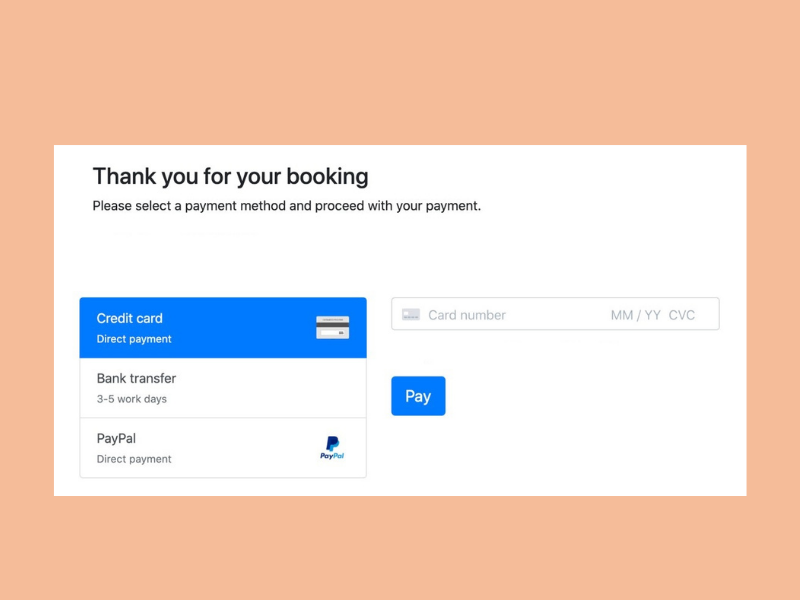 Thank you for your booking
Please select a payment method and proceed with your payment.
Credit card
Direct payment
Card number MM / YY CVC
Bank transfer
3-5 work days
Pay
PayPal
Direct payment
PayPal